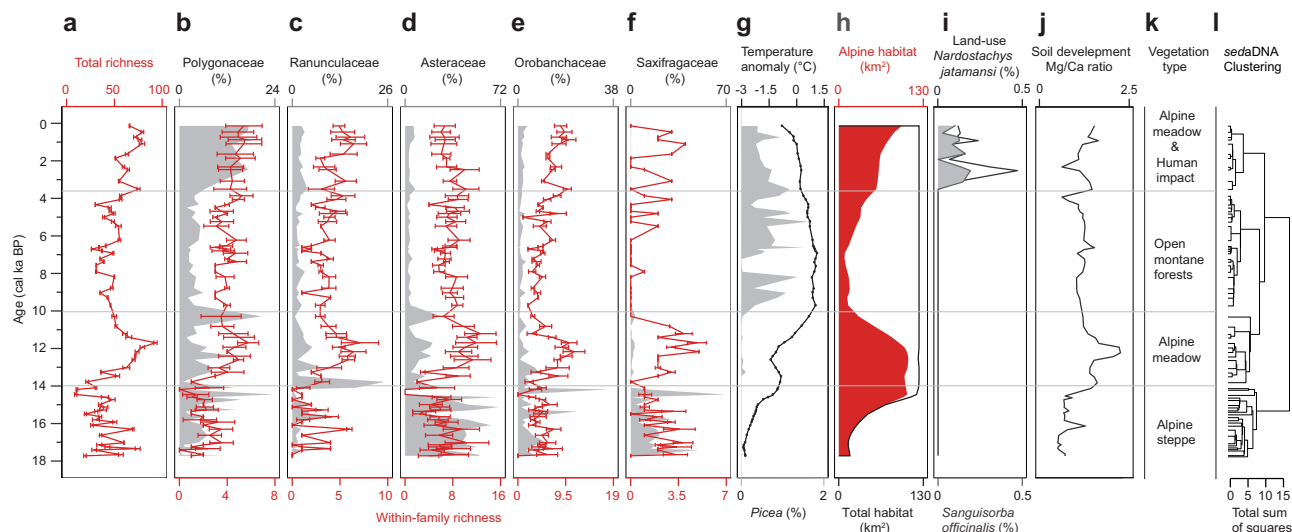 a b c d e f g h i j k l
Total richness
Polygonaceae
(%)
Ranunculaceae
(%)
Asteraceae
(%)
Orobanchaceae
(%)
Saxifragaceae
(%)
Temperature
anomaly (°C)
Alpine habitat
(km²)
Land-use
Nardostachys
jatamansi (%)
Soil develepment
Mg/Ca ratio
Vegetation
type
sedaDNA
Clustering
0 50 100
0 24
0 26
0 72
0 38
0 70
-3 -1.5 0 1.5
0 130
0 0.5
0 2.5
Age (cal ka BP)
0
2
4
6
8
10
12
14
16
18
Alpine
meadow
&
Human
impact
Open
montane
forests
Alpine
meadow
Alpine
steppe
0 4 8
0 5 10
0 8 16
0 9.5 19
0 3.5 7
0 2
0 130
0 0.5
0 5 10 15
Within-family richness
Picea (%)
Total habitat
(km²)
Sanguisorba
officinalis (%)
Total sum
of squares